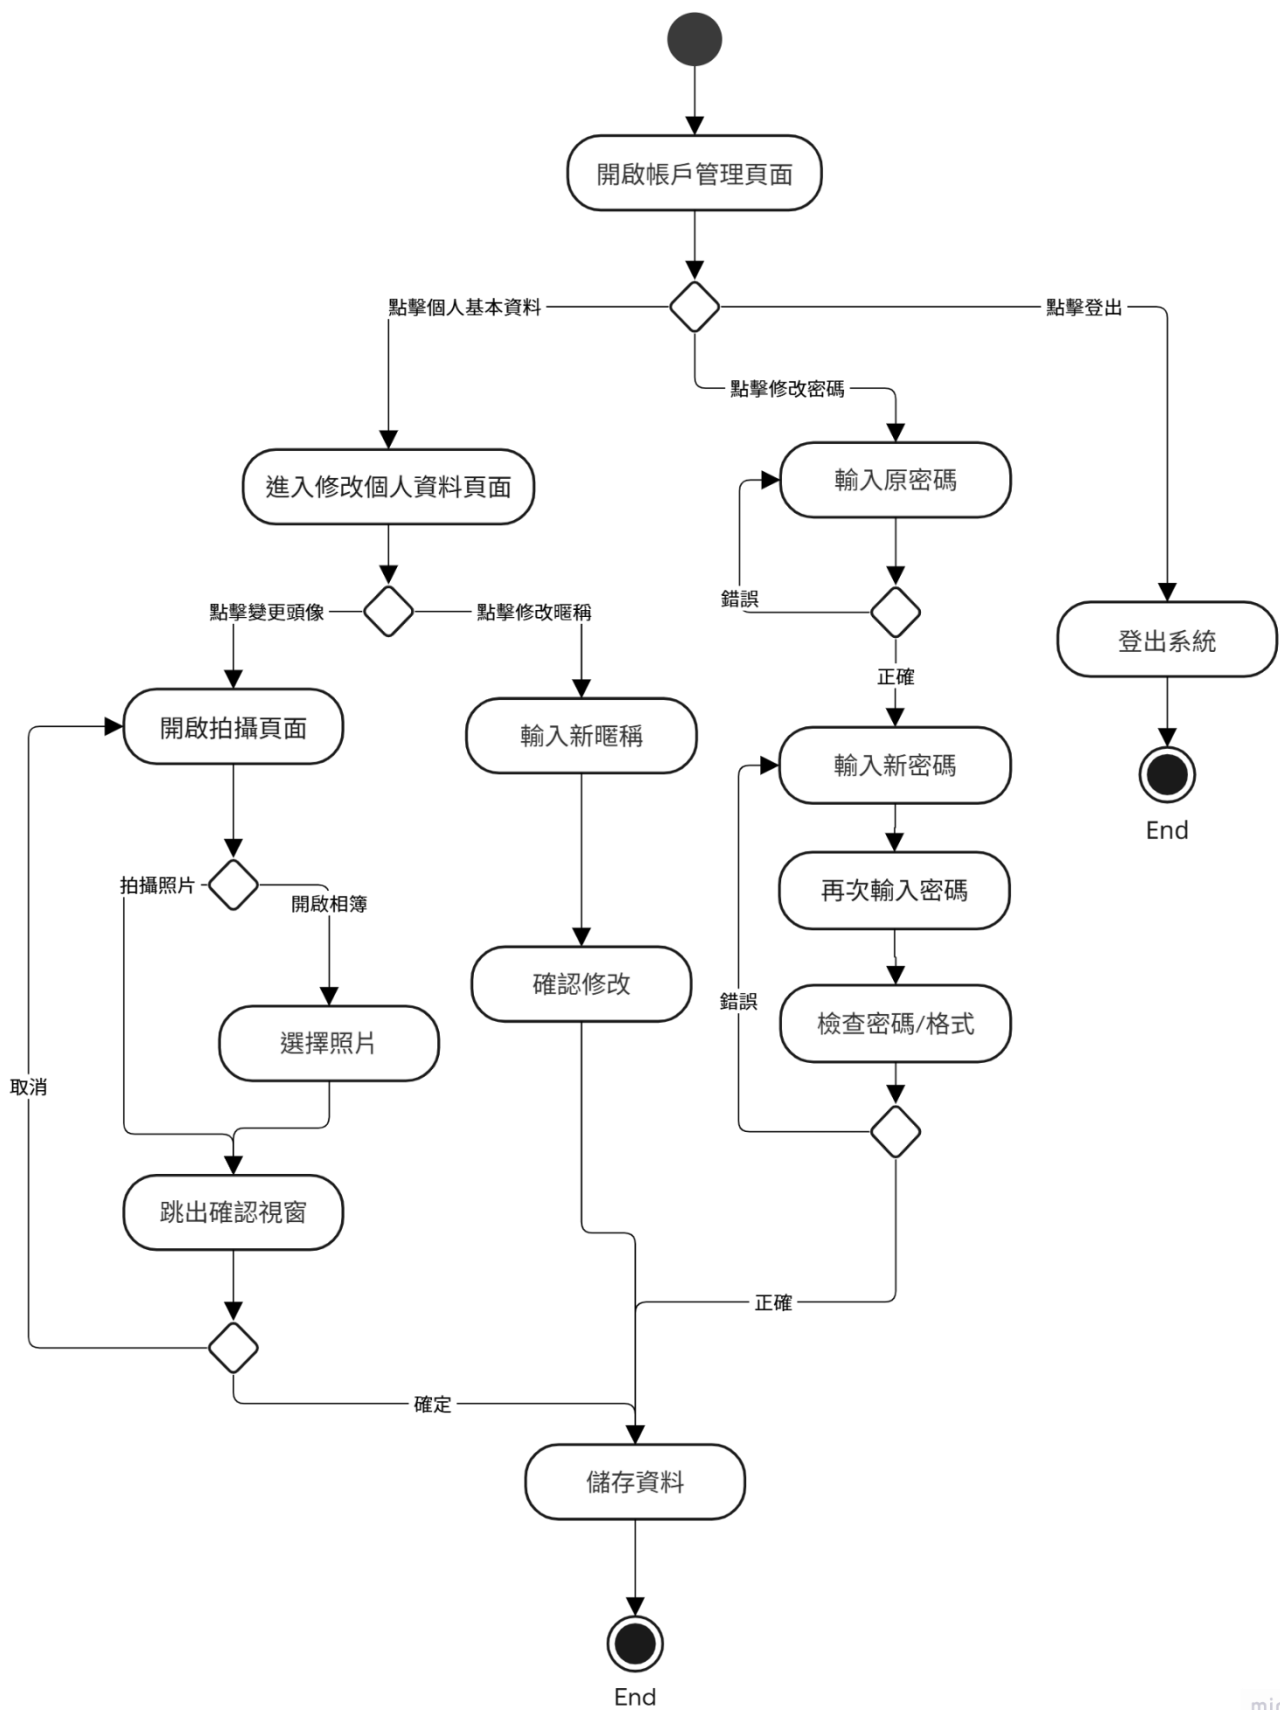 開啟帳戶管理頁面
點擊個人基本資料
點擊登出
點擊修改密碼
進入修改個人資料頁面
輸入原密碼
錯誤
點擊變更頭像
點擊修改暱稱
登出系統
正確
開啟拍攝頁面
輸入新暱稱
輸入新密碼
End
拍攝照片
開啟相簿
再次輸入密碼
確認修改
錯誤
檢查密碼/格式
選擇照片
取消
跳出確認視窗
正確
確定
儲存資料
End